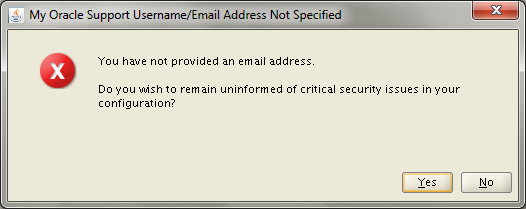 My Oracle Support Username/Email Address Not Specified
You have not provided an email address.
Do you wish to remain uninformed of critical security issues in your
configuration?
Yes No